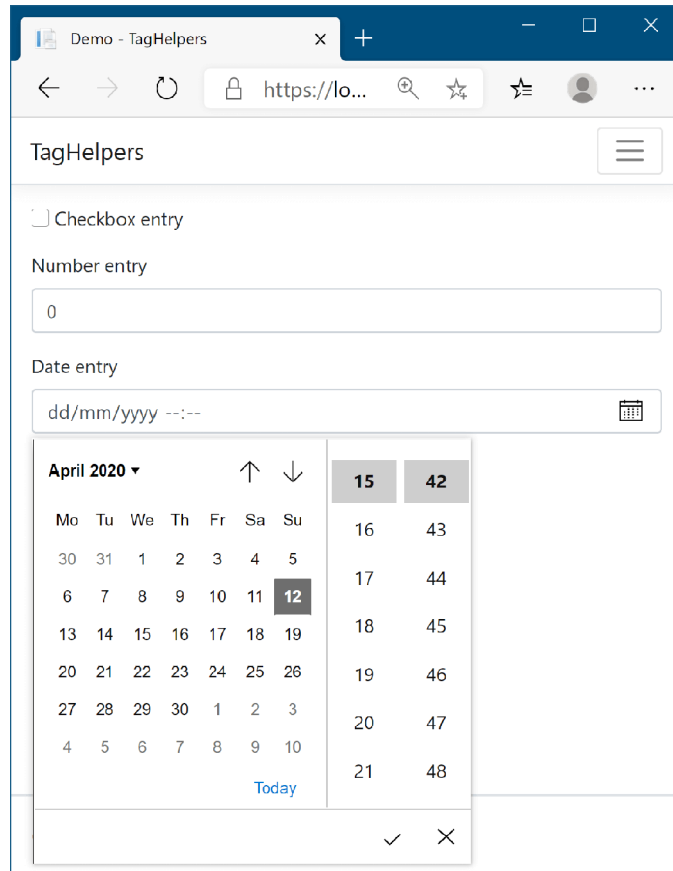 Demo - TagHelpers
https://lo...
TagHelpers
Checkbox entry
Number entry
0
Date entry
dd/mm/yyyy --:--
April 2020
15 42
Mo Tu We Th Fr Sa Su
16 43
30 31 1 2 3 4 5
17 44
6 7 8 9 10 11 12
18 45
13 14 15 16 17 18 19
19 46
20 21 22 23 24 25 26
20 47
27 28 29 30 1 2 3
21 48
4 5 6 7 8 9 10
Today